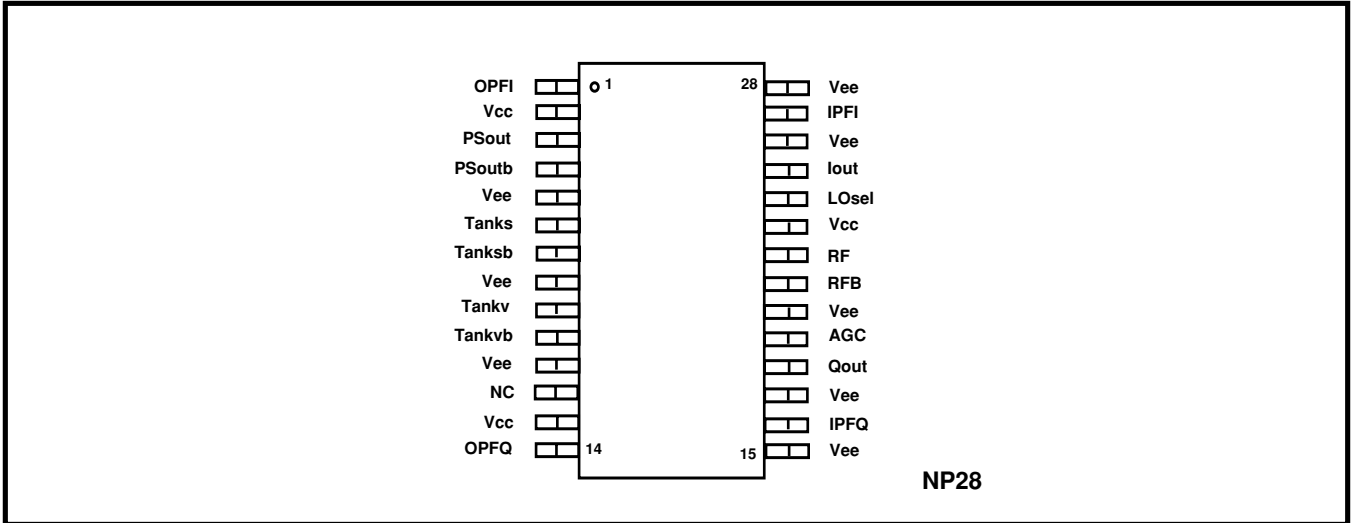 OPFI 1 28 Vee
Vcc IPFI
PSout Vee
PSoutb Iout
Vee LOsel
Tanks Vcc
Tanksb RF
Vee RFB
Tankv Vee
Tankvb AGC
Vee Qout
NC Vee
Vcc IPFQ
OPFQ 14 15 Vee
NP28